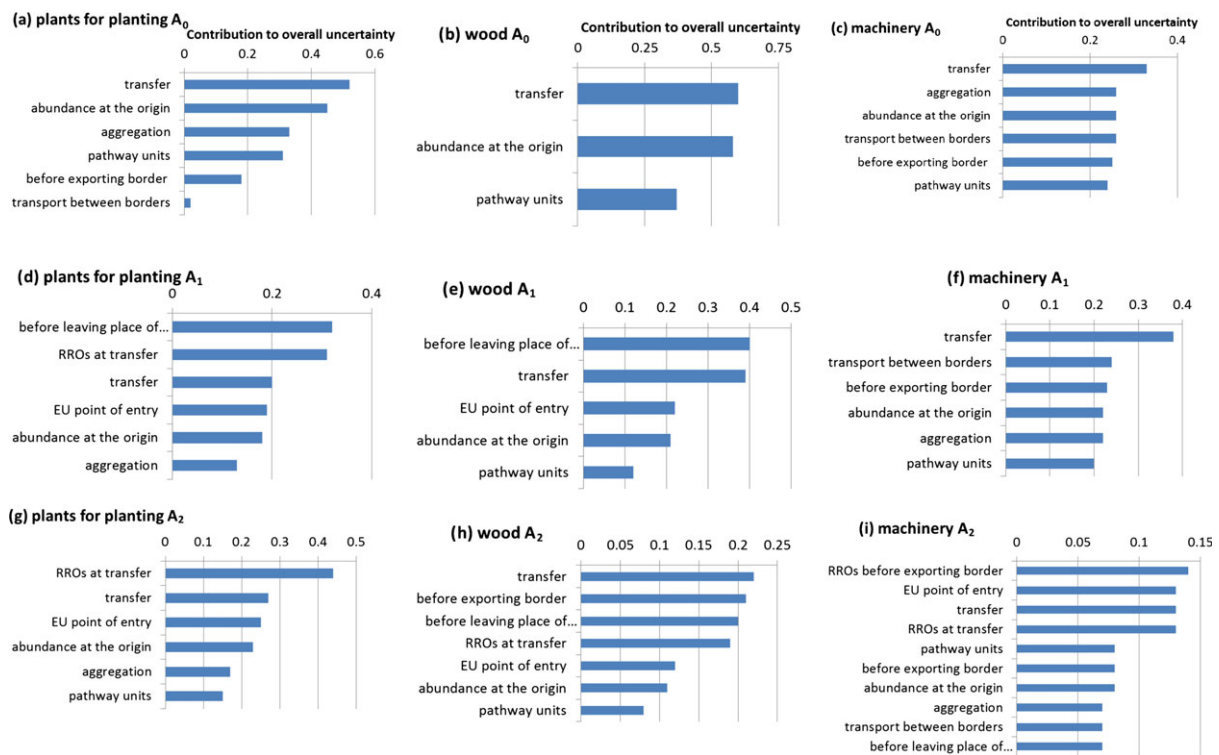 (a) plants for planting A₀
Contribution to overall uncertainty
0 0.2 0.4 0.6
transfer
abundance at the origin
aggregation
pathway units
before exporting border
transport between borders
(b) wood A₀
Contribution to overall uncertainty
0 0.25 0.5 0.75
transfer
abundance at the origin
pathway units
(c) machinery A₀
Contribution to overall uncertainty
0 0.2 0.4
transfer
aggregation
abundance at the origin
transport between borders
before exporting border
pathway units
(d) plants for planting A₁
0 0.2 0.4
before leaving place of...
RROs at transfer
transfer
EU point of entry
abundance at the origin
aggregation
(e) wood A₁
0 0.1 0.2 0.3 0.4 0.5
before leaving place of...
transfer
EU point of entry
abundance at the origin
pathway units
(f) machinery A₁
0 0.1 0.2 0.3 0.4
transfer
transport between borders
before exporting border
abundance at the origin
aggregation
pathway units
(g) plants for planting A₂
0 0.1 0.2 0.3 0.4 0.5
RROs at transfer
transfer
EU point of entry
abundance at the origin
aggregation
pathway units
(h) wood A₂
0 0.05 0.1 0.15 0.2 0.25
transfer
before exporting border
before leaving place of...
RROs at transfer
EU point of entry
abundance at the origin
pathway units
(i) machinery A₂
0 0.05 0.1 0.15
RROs before exporting border
EU point of entry
transfer
RROs at transfer
pathway units
before exporting border
abundance at the origin
aggregation
transport between borders
before leaving place of...